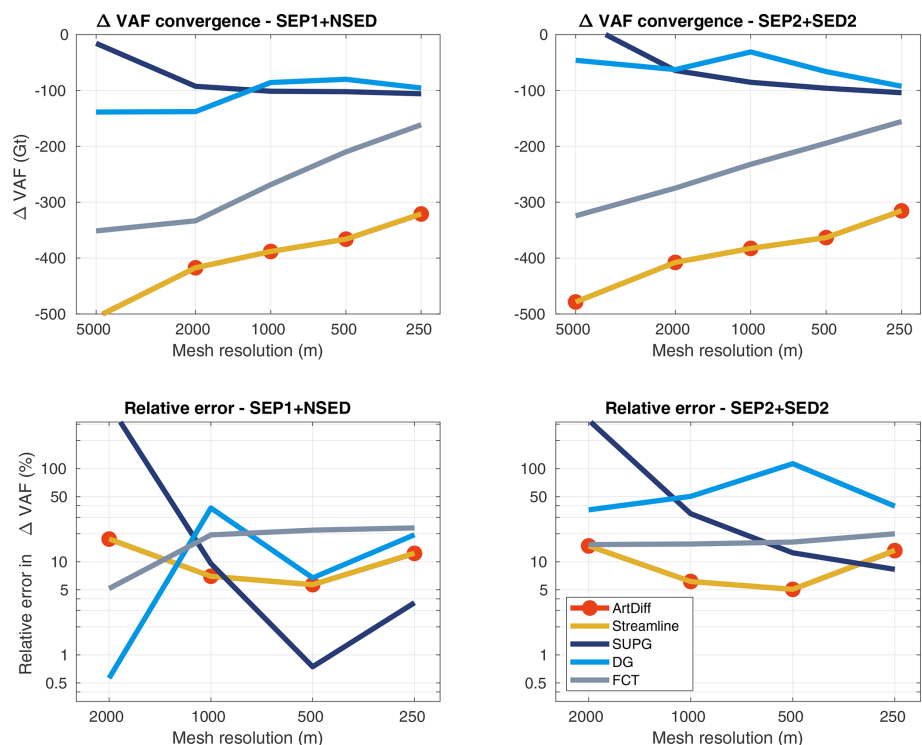 Δ VAF convergence - SEP1+NSED
0
-100
-200
-300
-400
-500
Δ VAF (Gt)
5000 2000 1000 500 250
Mesh resolution (m)
Δ VAF convergence - SEP2+SED2
0
-100
-200
-300
-400
-500
5000 2000 1000 500 250
Mesh resolution (m)
Relative error - SEP1+NSED
100
50
10
5
1
0.5
Relative error in Δ VAF (%)
2000 1000 500 250
Mesh resolution (m)
Relative error - SEP2+SED2
100
50
10
5
1
0.5
ArtDiff
Streamline
SUPG
DG
FCT
2000 1000 500 250
Mesh resolution (m)